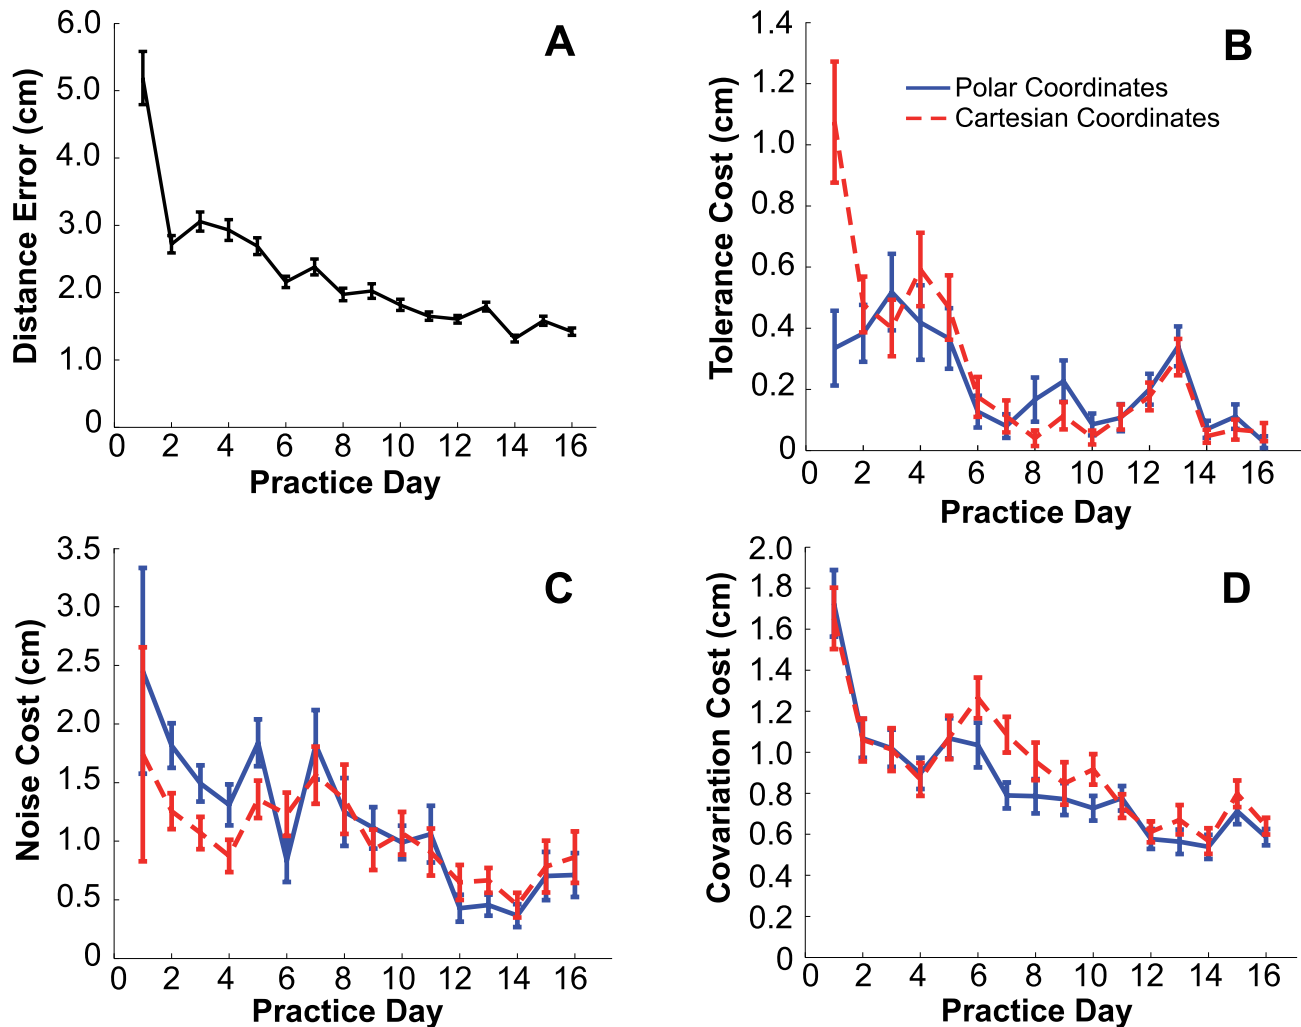 A
Distance Error (cm)
6.0
5.0
4.0
3.0
2.0
1.0
0
0 2 4 6 8 10 12 14 16
Practice Day
B
Tolerance Cost (cm)
1.4
1.2
1.0
0.8
0.6
0.4
0.2
0
Polar Coordinates
Cartesian Coordinates
0 2 4 6 8 10 12 14 16
Practice Day
C
Noise Cost (cm)
3.5
3.0
2.5
2.0
1.5
1.0
0.5
0
0 2 4 6 8 10 12 14 16
Practice Day
D
Covariation Cost (cm)
2.0
1.8
1.6
1.4
1.2
1.0
0.8
0.6
0.4
0.2
0
0 2 4 6 8 10 12 14 16
Practice Day